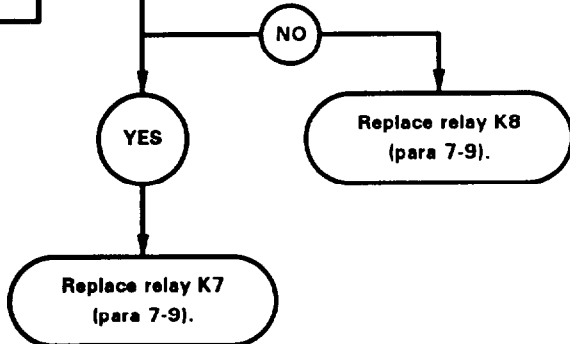 NO
YES
Replace relay K8
(para 7-9).
Replace relay K7
(para 7-9).